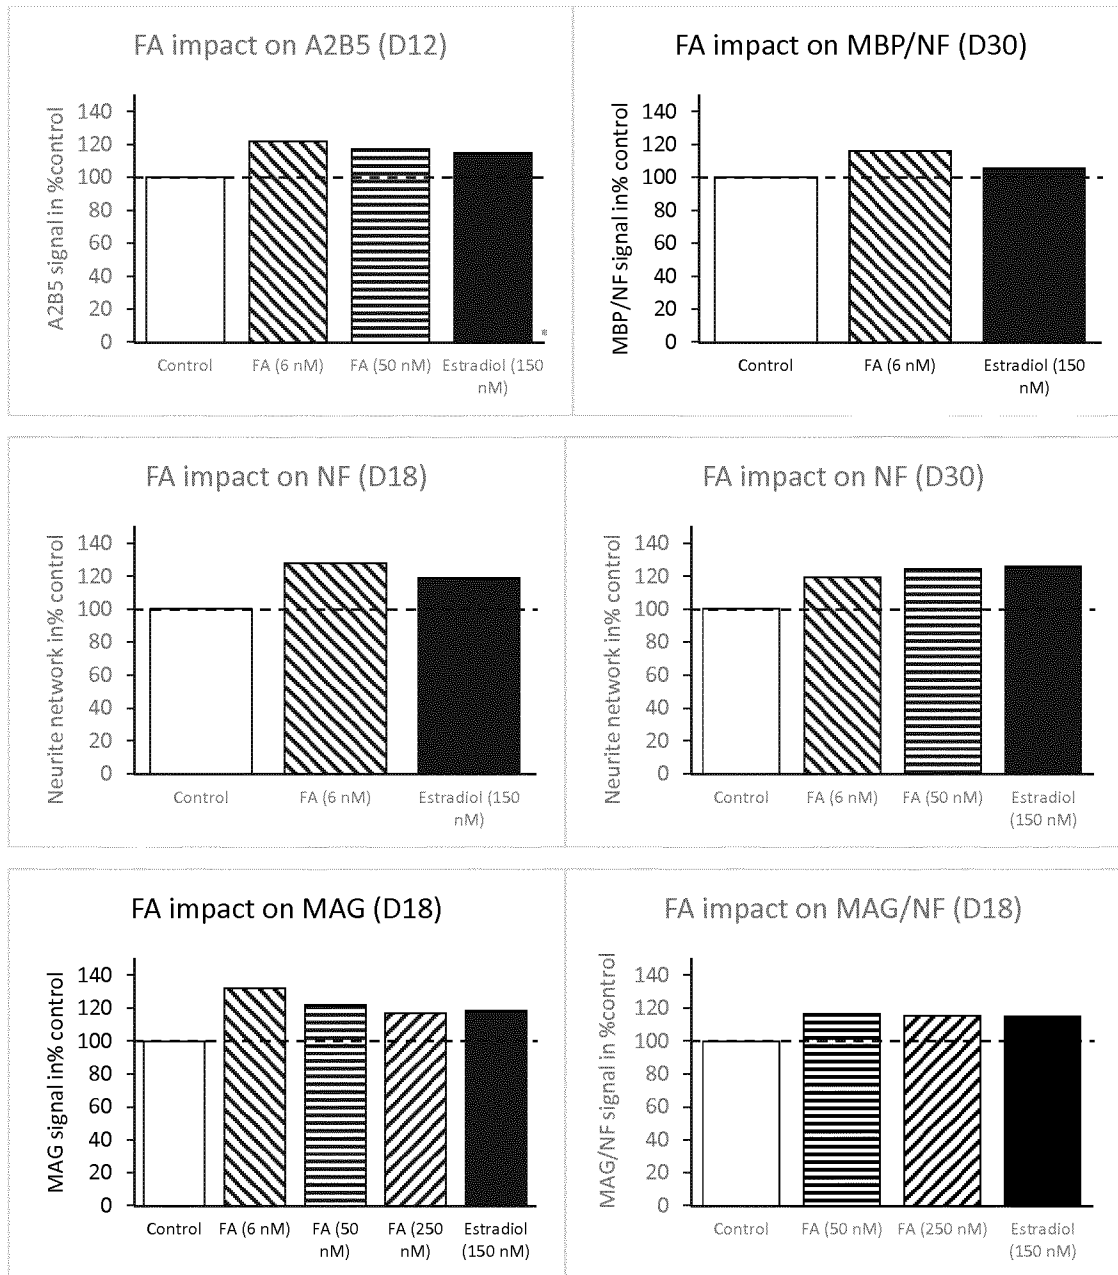 FA impact on A2B5 (D12)
A2B5 signal in %control
140
120
100
80
60
40
20
0
Control
FA (6 nM)
FA (50 nM)
Estradiol (150
nM)
FA impact on MBP/NF (D30)
MBP/NF signal in% control
140
120
100
80
60
40
20
0
Control
FA (6 nM)
Estradiol (150
nM)
FA impact on NF (D18)
Neurite network in% control
140
120
100
80
60
40
20
0
Control
FA (6 nM)
Estradiol (150
nM)
FA impact on NF (D30)
Neurite network in% control
140
120
100
80
60
40
20
0
Control
FA (6 nM)
FA (50 nM)
Estradiol
(150 nM)
FA impact on MAG (D18)
MAG signal in% control
140
120
100
80
60
40
20
0
Control
FA (6 nM)
FA (50
nM)
FA (250
nM)
Estradiol
(150 nM)
FA impact on MAG/NF (D18)
MAG/NF signal in %control
140
120
100
80
60
40
20
0
Control
FA (50 nM)
FA (250 nM)
Estradiol
(150 nM)